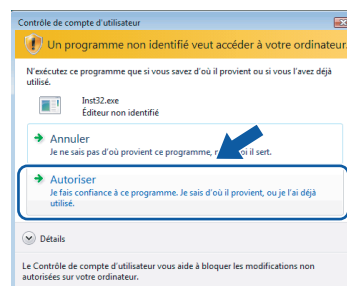 Contrôle de compte d'utilisateur
Un programme non identifié veut accéder à votre ordinateur
N'exécutez ce programme que si vous savez d'où il provient ou si vous l'avez déjà
utilisé.
Inst32.exe
Éditeur non identifié
Annuler
Je ne sais pas d'où provient ce programme, oi il sert.
Autoriser
Je fais confiance à ce programme. Je sais d'où il provient, ou je l'ai déjà
utilisé.
Détails
Le Contrôle de compte d'utilisateur vous aide à bloquer les modifications non
autorisées sur votre ordinateur.